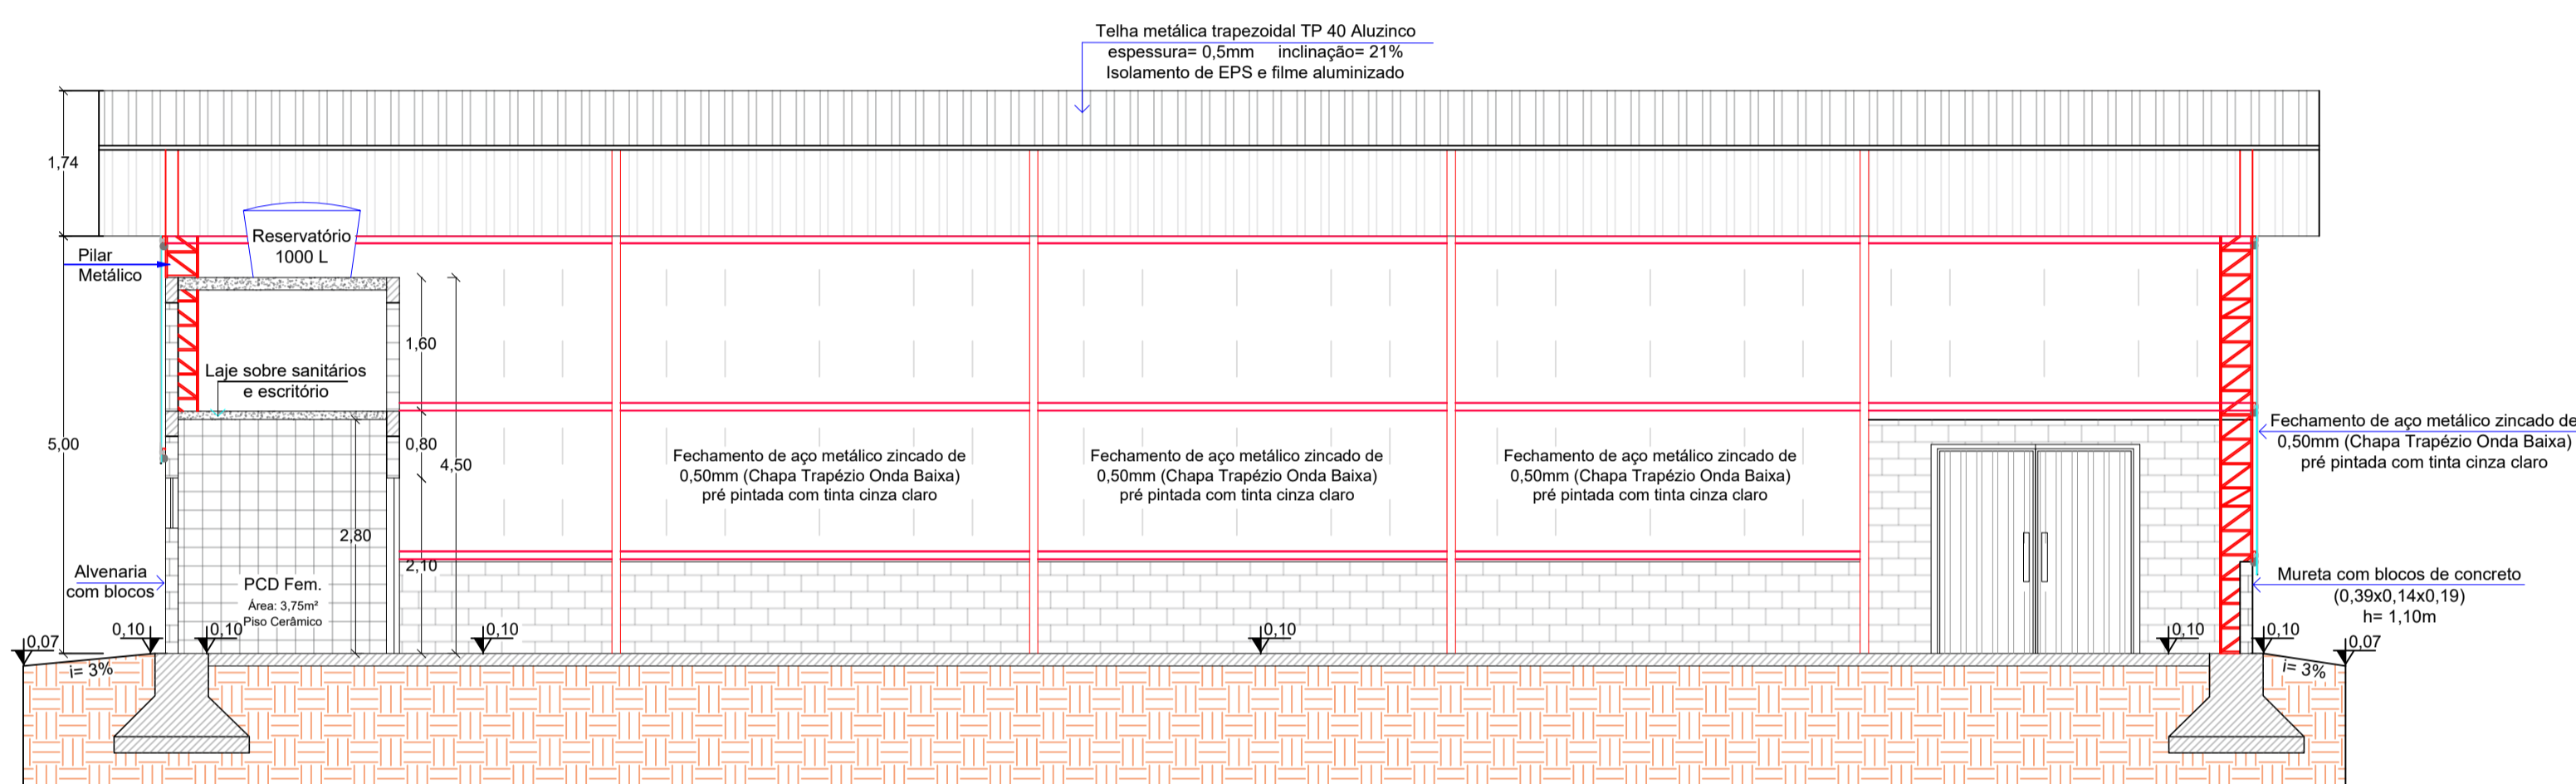 Telha metálica trapezoidal TP 40 Aluzinco
espessura= 0,5mm inclinação= 21%
Isolamento de EPS e filme aluminizado
1,74
Reservatório
1000 L
Pilar
Metálico
1,60
Laje sobre sanitários
e escritório
5,00
0,80
4,50
Fechamento de aço metálico zincado de
0,50mm (Chapa Trapézio Onda Baixa)
pré pintada com tinta cinza claro
Fechamento de aço metálico zincado de
0,50mm (Chapa Trapézio Onda Baixa)
pré pintada com tinta cinza claro
Fechamento de aço metálico zincado de
0,50mm (Chapa Trapézio Onda Baixa)
pré pintada com tinta cinza claro
Fechamento de aço metálico zincado de
0,50mm (Chapa Trapézio Onda Baixa)
pré pintada com tinta cinza claro
2,80
2,10
Alvenaria
com blocos
PCD Fem.
Área: 3,75m²
Piso Cerâmico
Mureta com blocos de concreto
(0,39x0,14x0,19)
h= 1,10m
0,07
0,10
0,10
0,10
0,10
0,10
0,10
0,07
i= 3%
i= 3%